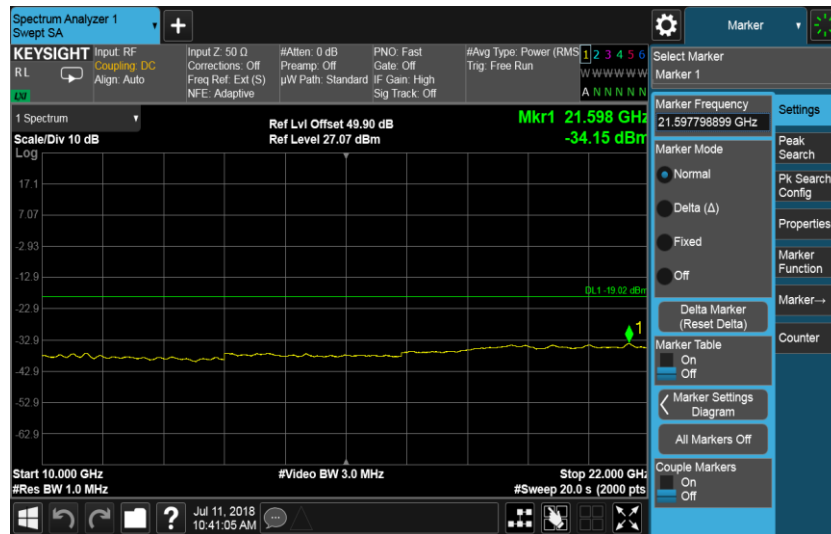 Spectrum Analyzer 1
Swept SA
Marker
KEYSIGHT
RL
LXI
Input: RF
Coupling: DC
Align: Auto
Input Z: 50 Ω
Corrections: Off
Freq Ref: Ext (S)
NFE: Adaptive
#Atten: 0 dB
Preamp: Off
µW Path: Standard
PNO: Fast
Gate: Off
IF Gain: High
Sig Track: Off
#Avg Type: Power (RMS
Trig: Free Run
1 2 3 4 5 6
W W W W W W
A N N N N N
1 Spectrum
Scale/Div 10 dB
Log
Ref Lvl Offset 49.90 dB
Ref Level 27.07 dBm
Mkr1 21.598 GHz
-34.15 dBm
17.1
7.07
-2.93
-12.9
-22.9
-32.9
-42.9
-52.9
-62.9
DL1 -19.02 dBm
1
Start 10.000 GHz
#Res BW 1.0 MHz
#Video BW 3.0 MHz
Stop 22.000 GHz
#Sweep 20.0 s (2000 pts
Select Marker
Marker 1
Marker Frequency
21.597798899 GHz
Marker Mode
Normal
Delta (Δ)
Fixed
Off
Delta Marker
(Reset Delta)
Marker Table
On
Off
Marker Settings
Diagram
All Markers Off
Couple Markers
On
Off
Settings
Peak
Search
Pk Search
Config
Properties
Marker
Function
Marker→
Counter
?
Jul 11, 2018
10:41:05 AM